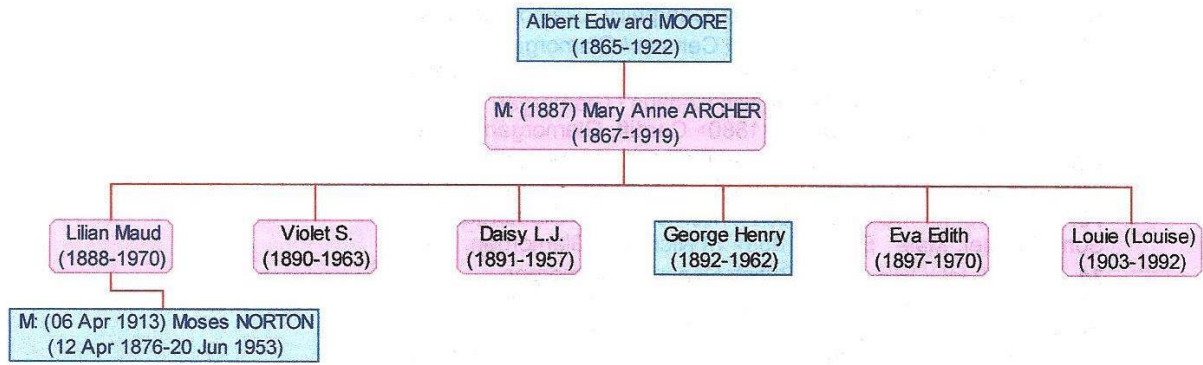 Albert Edward MOORE
(1865-1922)
M: (1887) Mary Anne ARCHER
(1867-1919)
Lilian Maud
(1888-1970)
Violet S.
(1890-1963)
Daisy L.J.
(1891-1957)
George Henry
(1892-1962)
Eva Edith
(1897-1970)
Louie (Louise)
(1903-1992)
M: (06 Apr 1913) Moses NORTON
(12 Apr 1876-20 Jun 1953)